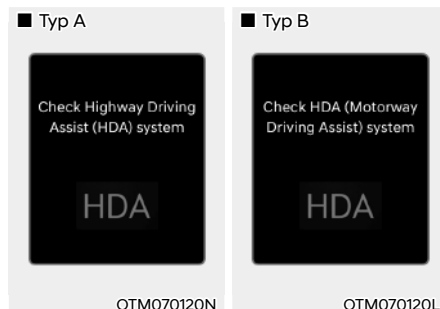 ■ Typ A
Check Highway Driving
Assist (HDA) system
HDA
OTM070120N
■ Typ B
Check HDA (Motorway
Driving Assist) system
HDA
OTM070120L